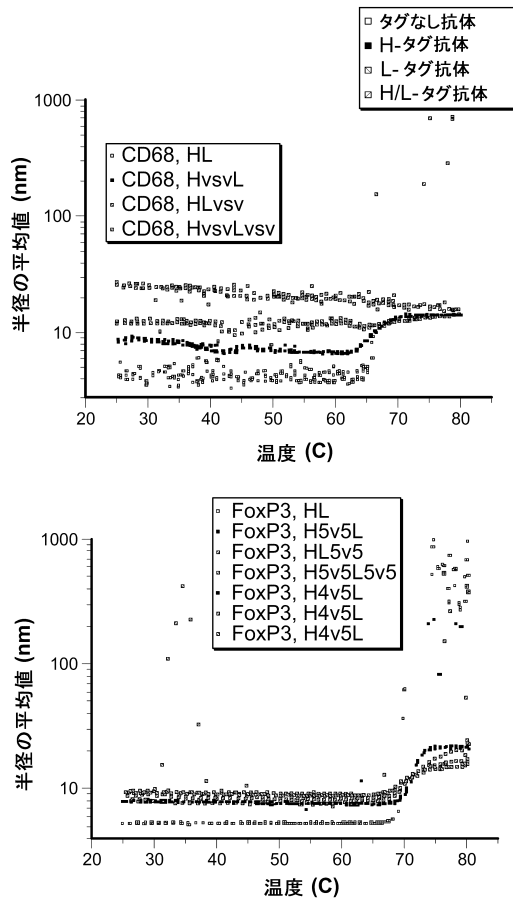 タグなし抗体
H-タグ抗体
L-タグ抗体
H/L-タグ抗体
1000
100
10
半径の平均値 (nm)
CD68, HL
CD68, HvsvL
CD68, HLvsv
CD68, HvsvLvsv
20 30 40 50 60 70 80
温度 (C)
FoxP3, HL
FoxP3, H5v5L
FoxP3, HL5v5
FoxP3, H5v5L5v5
FoxP3, H4v5L
FoxP3, H4v5L
FoxP3, H4v5L
1000
100
10
半径の平均値 (nm)
20 30 40 50 60 70 80
温度 (C)